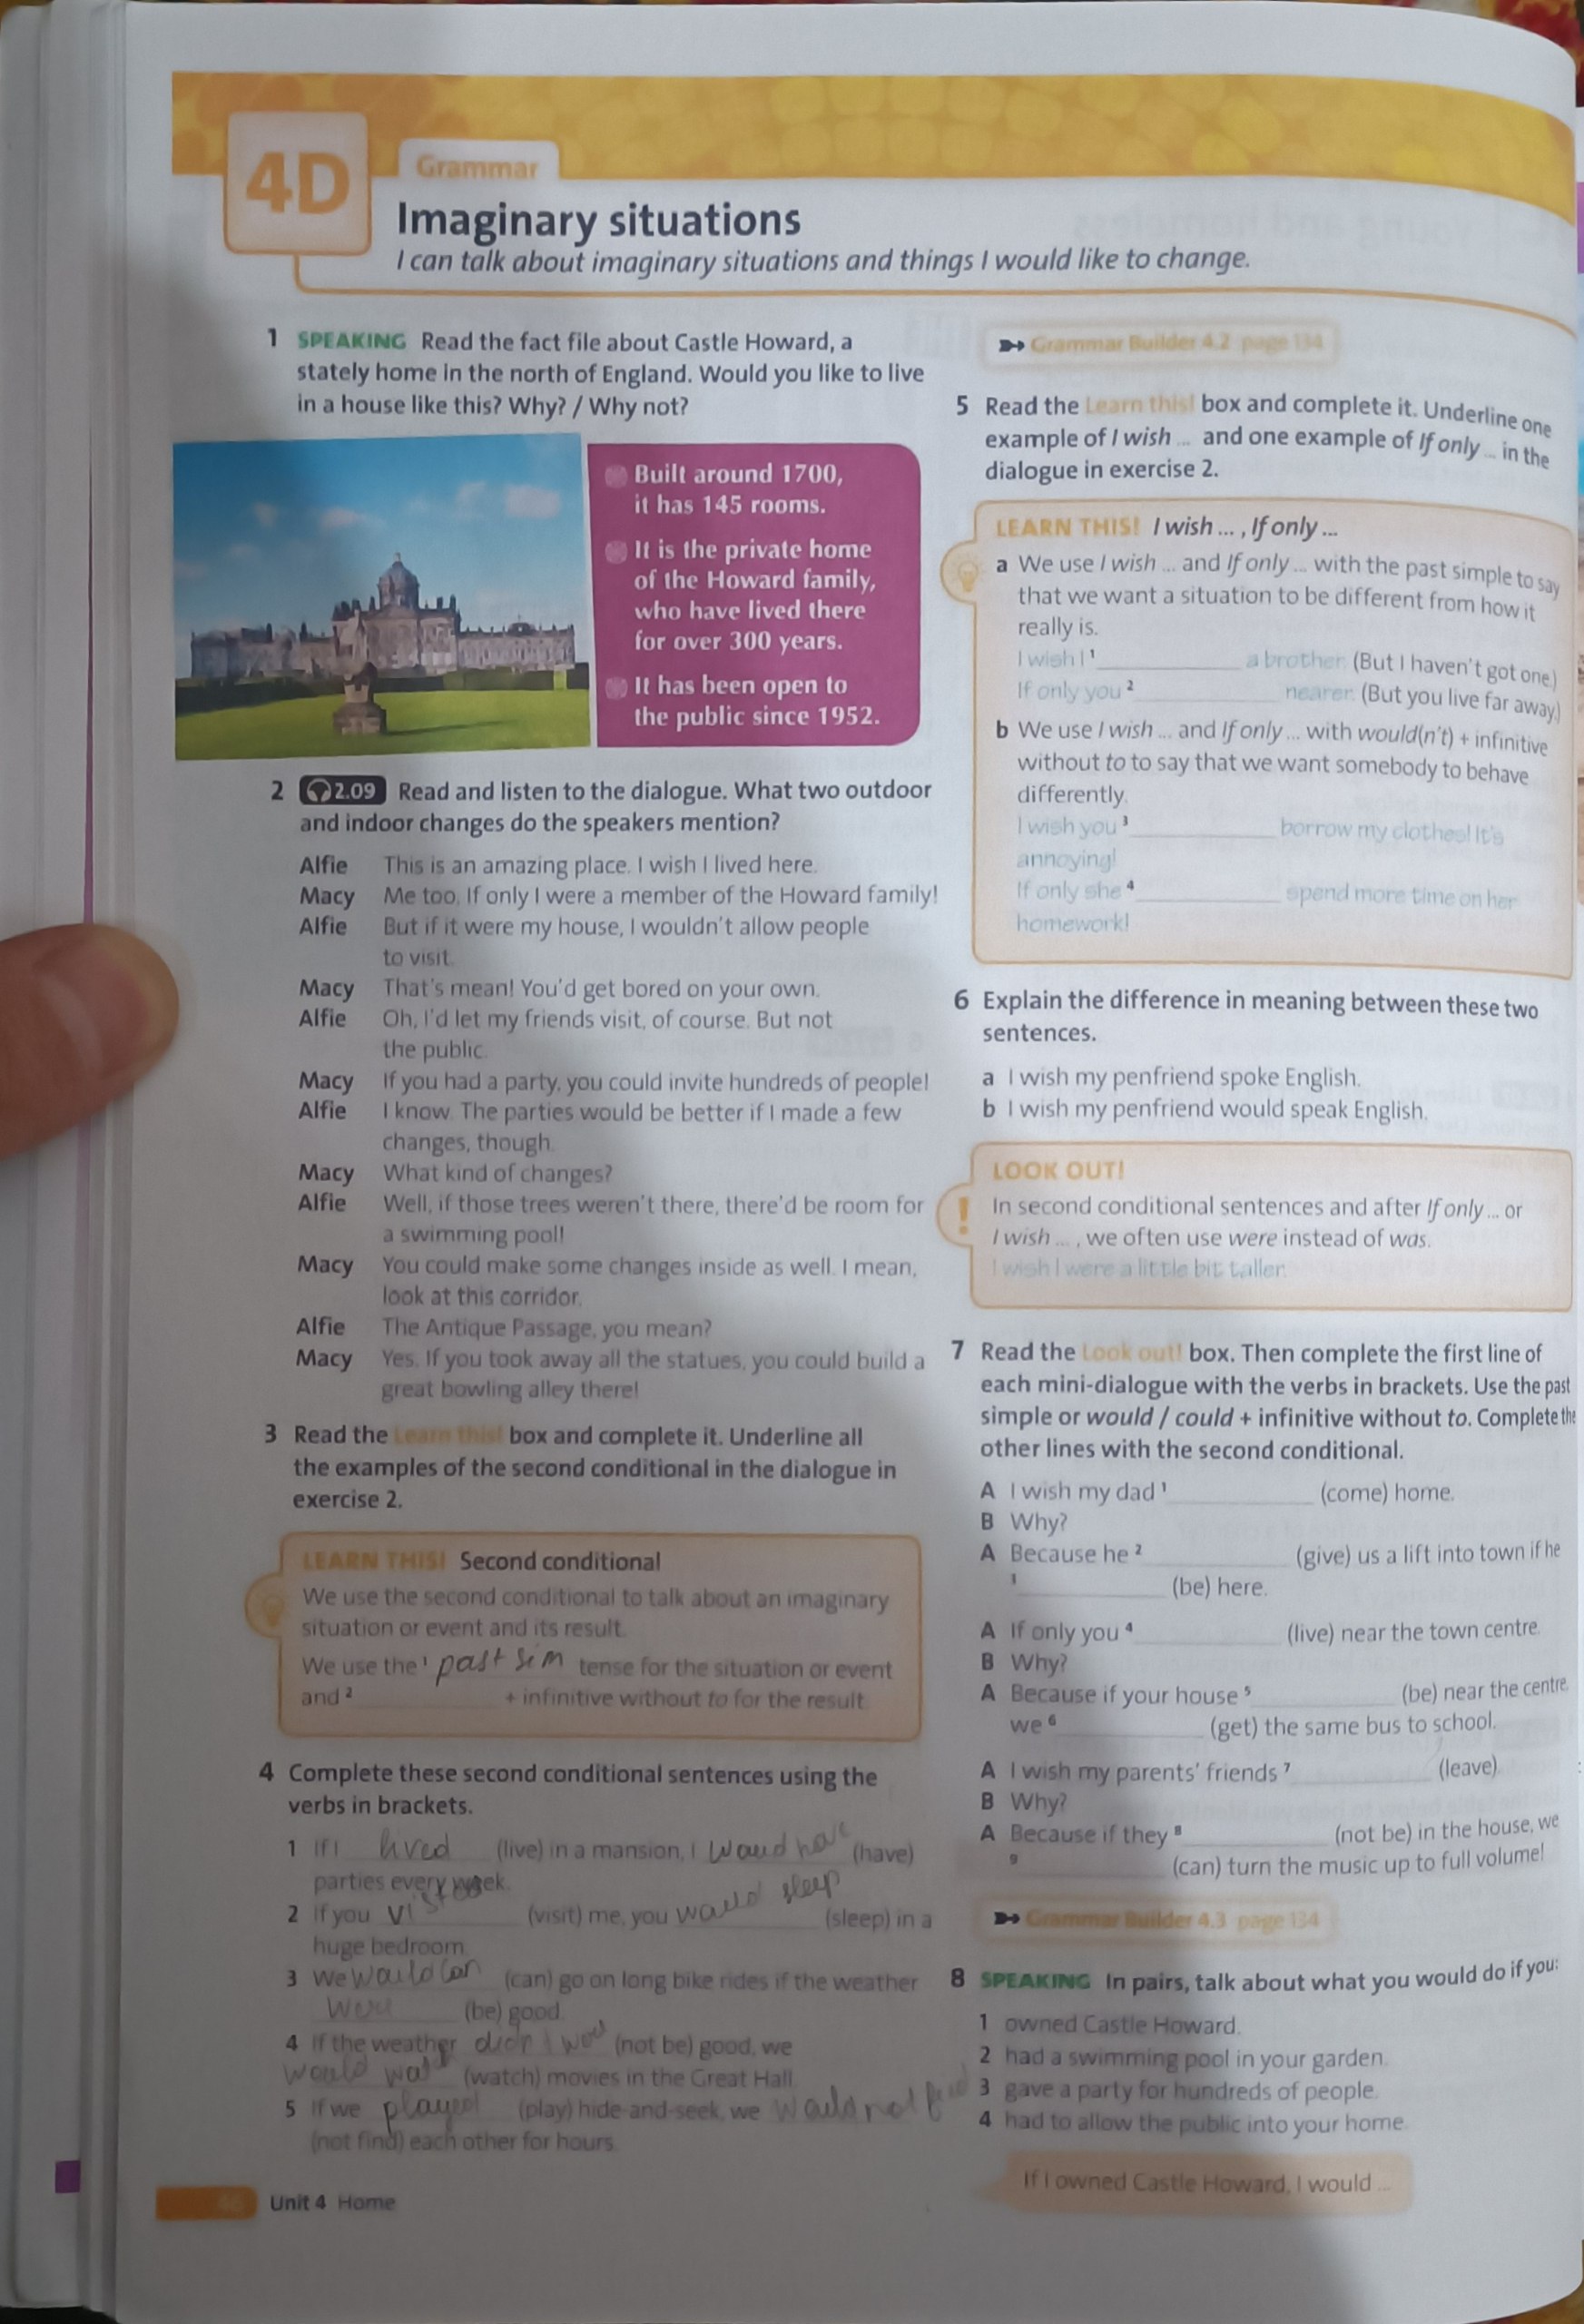 4D
Grammar
Imaginary situations
I can talk about imaginary situations and things I would like to change.
1 SPEAKING Read the fact file about Castle Howard, a
stately home in the north of England. Would you like to live
in a house like this? Why? / Why not?
Built around 1700,
it has 145 rooms.
It is the private home
of the Howard family,
who have lived there
for over 300 years.
It has been open to
the public since 1952.
2 2.09 Read and listen to the dialogue. What two outdoor
and indoor changes do the speakers mention?
Alfie This is an amazing place. I wish I lived here.
Macy Me too. If only I were a member of the Howard family!
Alfie But if it were my house, I wouldn't allow people
to visit.
Macy That's mean! You'd get bored on your own.
Alfie Oh, I'd let my friends visit, of course. But not
the public.
Macy If you had a party, you could invite hundreds of people!
Alfie I know. The parties would be better if I made a few
changes, though.
Macy What kind of changes?
Alfie Well, if those trees weren't there, there'd be room for
a swimming pool!
Macy You could make some changes inside as well. I mean,
look at this corridor.
Alfie The Antique Passage, you mean?
Macy Yes. If you took away all the statues, you could build a
great bowling alley there!
3 Read the Learn this! box and complete it. Underline all
the examples of the second conditional in the dialogue in
exercise 2.
LEARN THIS! Second conditional
We use the second conditional to talk about an imaginary
situation or event and its result.
We use the 1 past sim tense for the situation or event
and 2 ____ + infinitive without to for the result.
4 Complete these second conditional sentences using the
verbs in brackets.
1 If I lived (live) in a mansion, I (have)
parties every week.
2 If you (visit) me, you sleep (sleep) in a
huge bedroom.
3 We (can) go on long bike rides if the weather
were (be) good.
4 If the weather (not be) good, we
would (watch) movies in the Great Hall.
5 If we played (play) hide-and-seek, we not
(not find) each other for hours.
46 Unit 4 Home
Grammar Builder 4.2 page 134
5 Read the Learn this! box and complete it. Underline one
example of I wish ... and one example of If only ... in the
dialogue in exercise 2.
LEARN THIS! I wish ... , If only ...
a We use I wish ... and If only ... with the past simple to say
that we want a situation to be different from how it
really is.
I wish I 1 ____ a brother. (But I haven't got one.)
If only you 2 ____ nearer. (But you live far away.)
b We use I wish ... and If only ... with would(n't) + infinitive
without to to say that we want somebody to behave
differently.
I wish you 3 ____ borrow my clothes! It's
annoying!
If only she 4 ____ spend more time on her
homework!
6 Explain the difference in meaning between these two
sentences.
a I wish my penfriend spoke English.
b I wish my penfriend would speak English.
LOOK OUT!
In second conditional sentences and after If only ... or
I wish ... , we often use were instead of was.
I wish I were a little bit taller.
7 Read the Look out! box. Then complete the first line of
each mini-dialogue with the verbs in brackets. Use the past
simple or would / could + infinitive without to. Complete the
other lines with the second conditional.
A I wish my dad 1 ____ (come) home.
B Why?
A Because he 2 ____ (give) us a lift into town if he
3 ____ (be) here.
A If only you 4 ____ (live) near the town centre.
B Why?
A Because if your house 5 ____ (be) near the centre,
we 6 ____ (get) the same bus to school.
A I wish my parents' friends 7 ____ (leave).
B Why?
A Because if they 8 ____ (not be) in the house, we
9 ____ (can) turn the music up to full volume!
Grammar Builder 4.3 page 134
8 SPEAKING In pairs, talk about what you would do if you:
1 owned Castle Howard.
2 had a swimming pool in your garden.
3 gave a party for hundreds of people.
4 had to allow the public into your home.
If I owned Castle Howard, I would ...